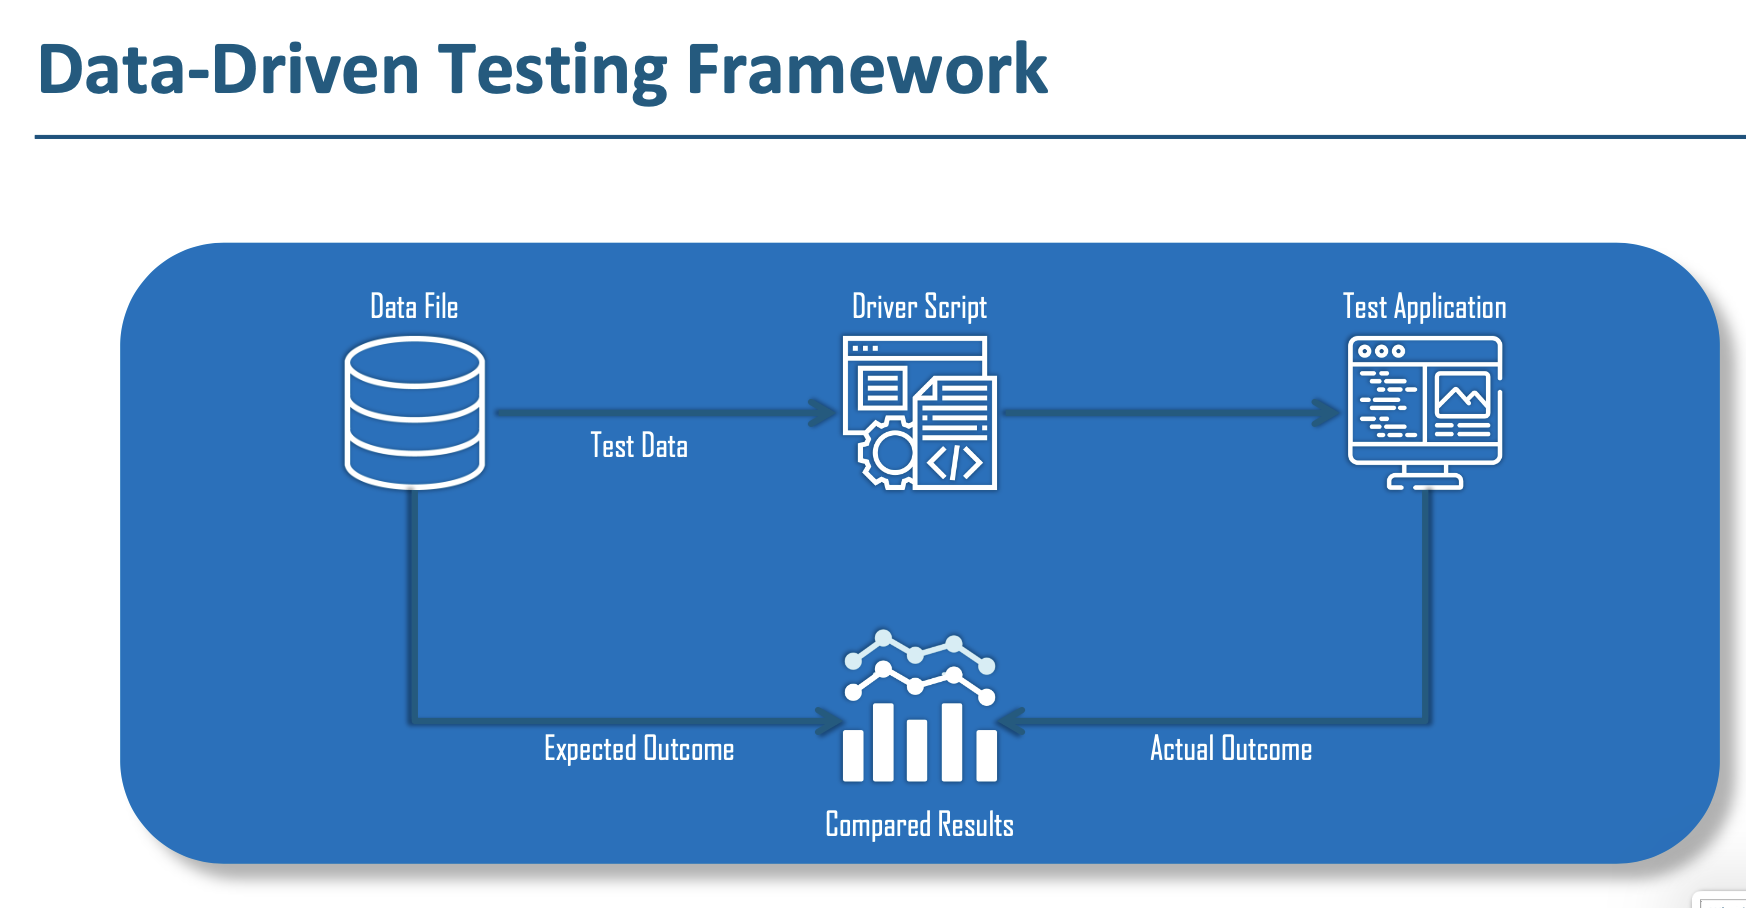 Data-Driven Testing Framework
Data File
Driver Script
Test Application
Test Data
Expected Outcome
Actual Outcome
Compared Results